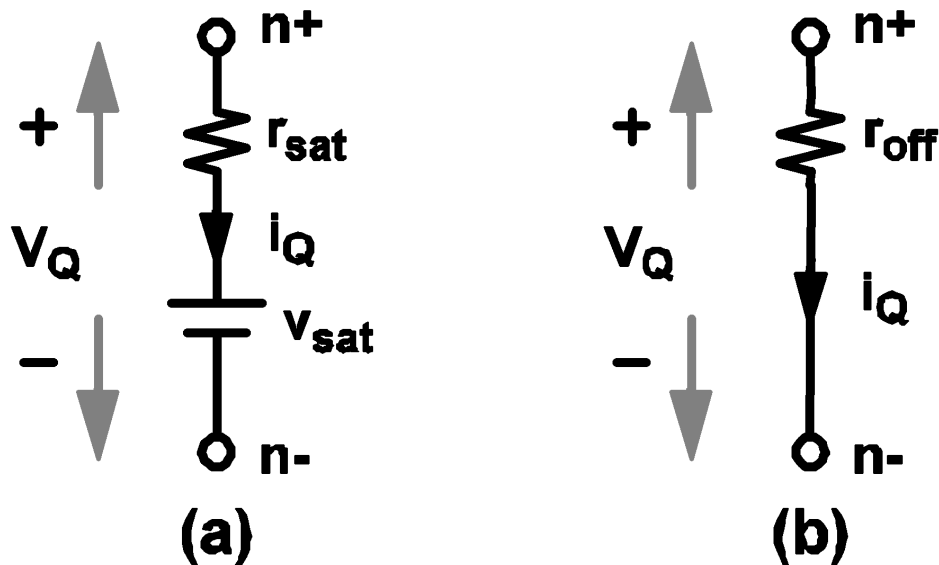 n+
+
r_sat
V_Q
i_Q
v_sat
−
n-
(a)
n+
+
r_off
V_Q
i_Q
−
n-
(b)